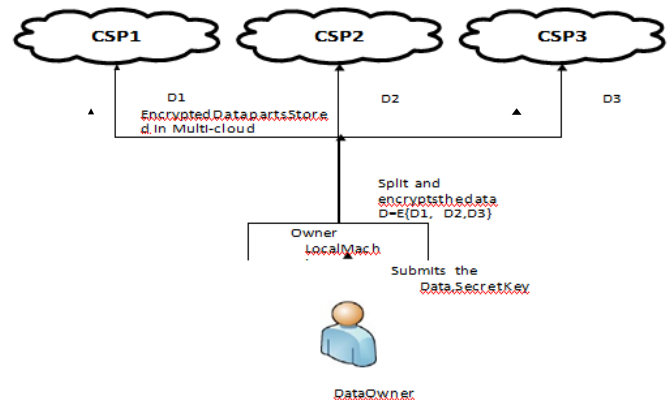 CSP1 CSP2 CSP3
D1 D2 D3
EncryptedDatapartsStore
d in Multi-cloud
Split and
encryptsthedata
D=E{D1, D2,D3}
Owner
LocalMach
Submits the
Data,SecretKey
DataOwner